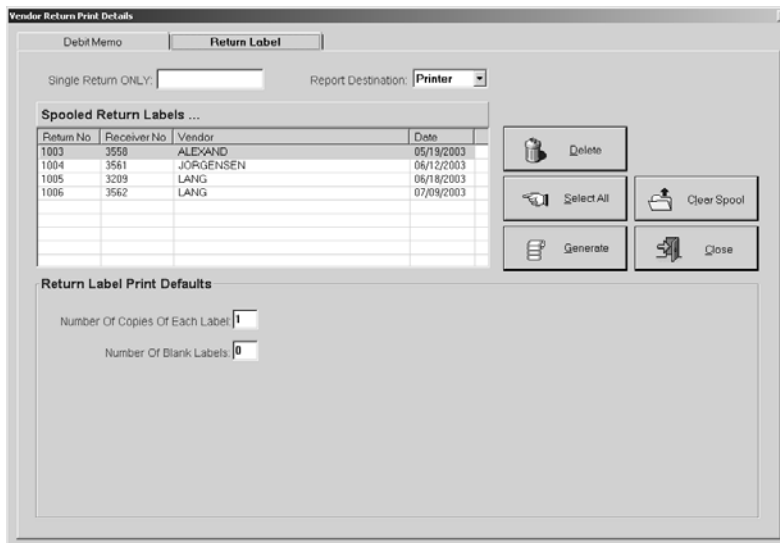 Vendor Return Print Details
Debit Memo Return Label
Single Return ONLY: Report Destination: Printer
Spooled Return Labels ...
Return No Receiver No Vendor Date
1003 3558 ALEXAND 05/19/2003
1004 3561 JORGENSEN 06/12/2003
1005 3209 LANG 06/18/2003
1006 3562 LANG 07/09/2003
Delete
Select All Clear Spool
Generate Close
Return Label Print Defaults
Number Of Copies Of Each Label: 1
Number Of Blank Labels: 0